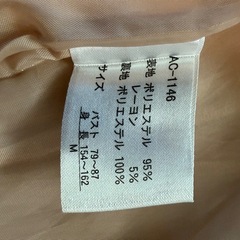 AC-1146
表地 ポリエステル 95%
レーヨン 5%
裏地 ポリエステル 100%
サイズ
バスト 79~87
身長 154~162
M